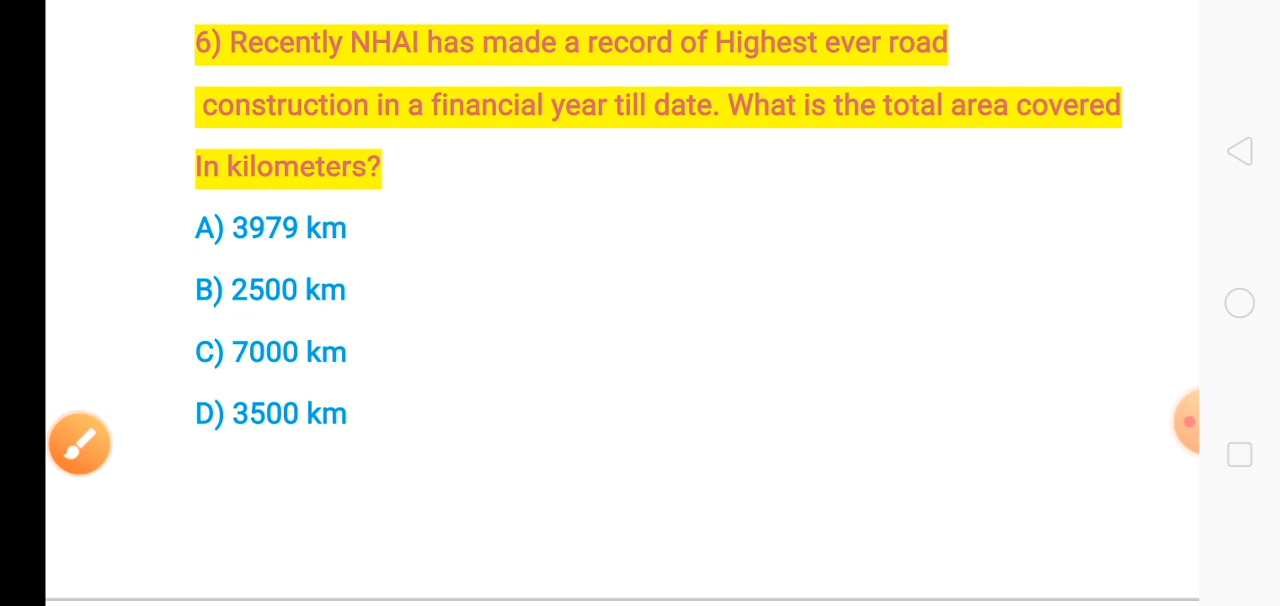 6) Recently NHAI has made a record of Highest ever road
construction in a financial year till date. What is the total area covered
In kilometers?
A) 3979 km
B) 2500 km
C) 7000 km
D) 3500 km